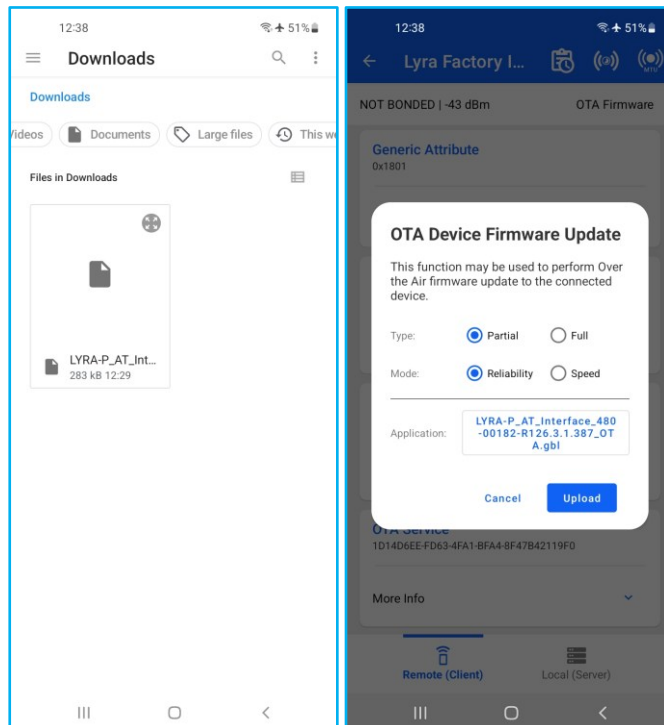 12:38
51%
Downloads
Downloads
Videos
Documents
Large files
This we
Files in Downloads
LYRA-P_AT_Int...
283 kB 12:29
12:38
51%
Lyra Factory I...
MTU
NOT BONDED | -43 dBm
OTA Firmware
Generic Attribute
0x1801
OTA Device Firmware Update
This function may be used to perform Over
the Air firmware update to the connected
device.
Type:
Partial
Full
Mode:
Reliability
Speed
Application:
LYRA-P_AT_Interface_480
-00182-R126.3.1.387_OT
A.gbl
Cancel
Upload
OTA Service
1D14D6EE-FD63-4FA1-BFA4-8F47B42119F0
More Info
Remote (Client)
Local (Server)